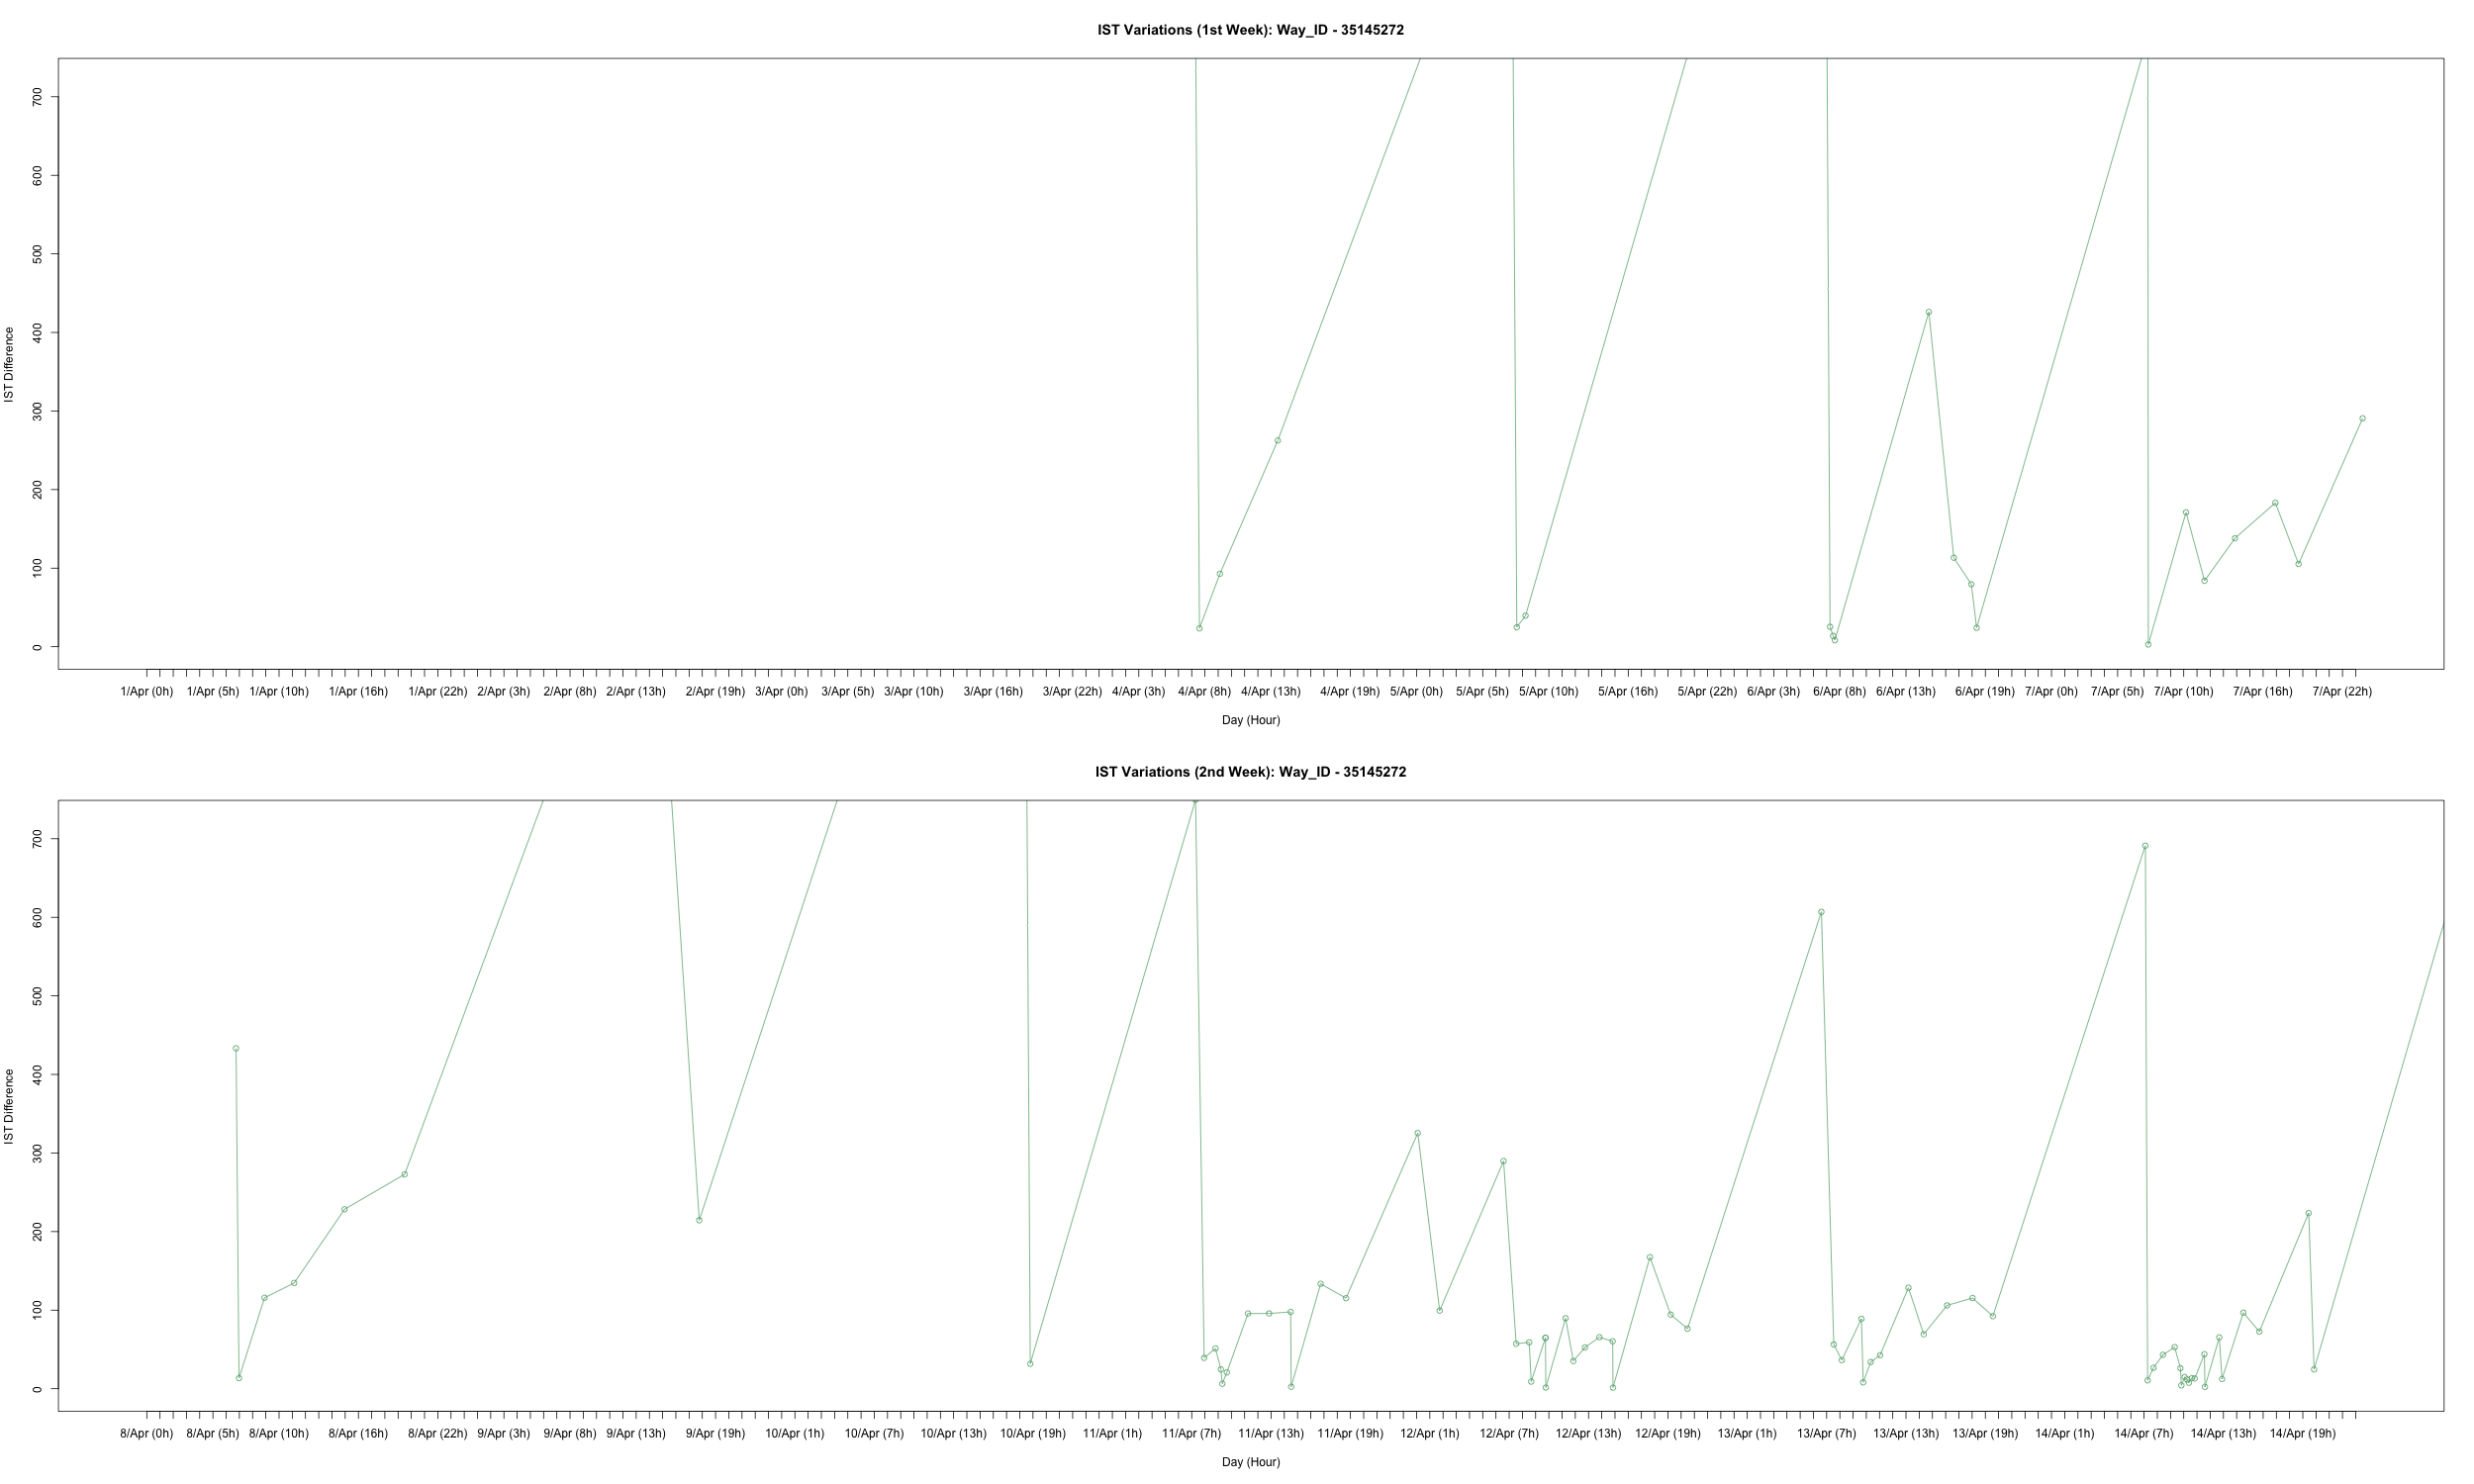 IST Variations (1st Week): Way_ID - 35145272
700
600
500
400
300
200
100
0
IST Difference
1/Apr (0h) 1/Apr (5h) 1/Apr (10h) 1/Apr (16h) 1/Apr (22h) 2/Apr (3h) 2/Apr (8h) 2/Apr (13h) 2/Apr (19h) 3/Apr (0h) 3/Apr (5h) 3/Apr (10h) 3/Apr (16h) 3/Apr (22h) 4/Apr (3h) 4/Apr (8h) 4/Apr (13h) 4/Apr (19h) 5/Apr (0h) 5/Apr (5h) 5/Apr (10h) 5/Apr (16h) 5/Apr (22h) 6/Apr (3h) 6/Apr (8h) 6/Apr (13h) 6/Apr (19h) 7/Apr (0h) 7/Apr (5h) 7/Apr (10h) 7/Apr (16h) 7/Apr (22h)
Day (Hour)
IST Variations (2nd Week): Way_ID - 35145272
700
600
500
400
300
200
100
0
IST Difference
8/Apr (0h) 8/Apr (5h) 8/Apr (10h) 8/Apr (16h) 8/Apr (22h) 9/Apr (3h) 9/Apr (8h) 9/Apr (13h) 9/Apr (19h) 10/Apr (1h) 10/Apr (7h) 10/Apr (13h) 10/Apr (19h) 11/Apr (1h) 11/Apr (7h) 11/Apr (13h) 11/Apr (19h) 12/Apr (1h) 12/Apr (7h) 12/Apr (13h) 12/Apr (19h) 13/Apr (1h) 13/Apr (7h) 13/Apr (13h) 13/Apr (19h) 14/Apr (1h) 14/Apr (7h) 14/Apr (13h) 14/Apr (19h)
Day (Hour)